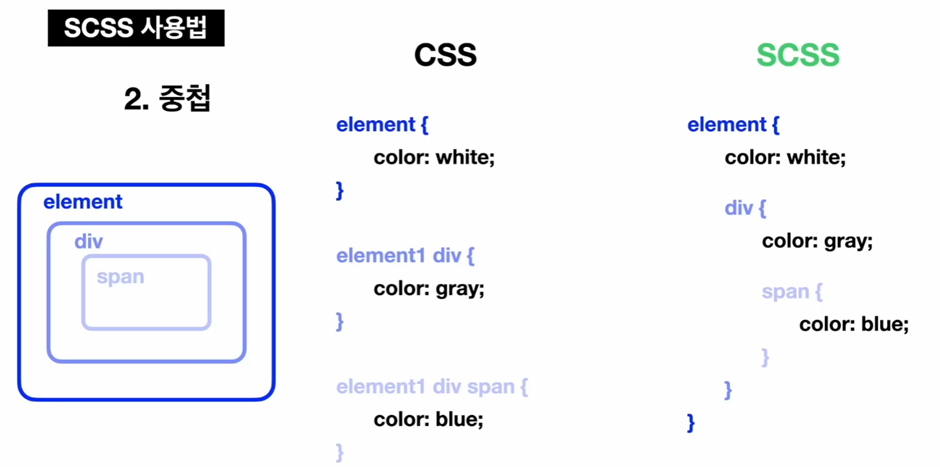 SCSS 사용법
2. 중첩
element
div
span
CSS
element {
color: white;
}
element1 div {
color: gray;
}
element1 div span {
color: blue;
}
SCSS
element {
color: white;
div {
color: gray;
span {
color: blue;
}
}
}